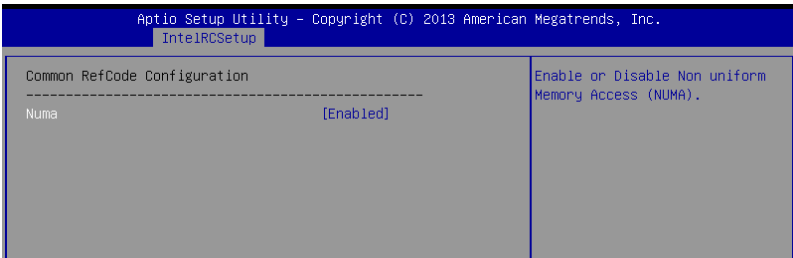 Aptio Setup Utility – Copyright (C) 2013 American Megatrends, Inc.
IntelRCSetup
Common RefCode Configuration
--------------------------------------------------
Numa [Enabled]
Enable or Disable Non uniform
Memory Access (NUMA).